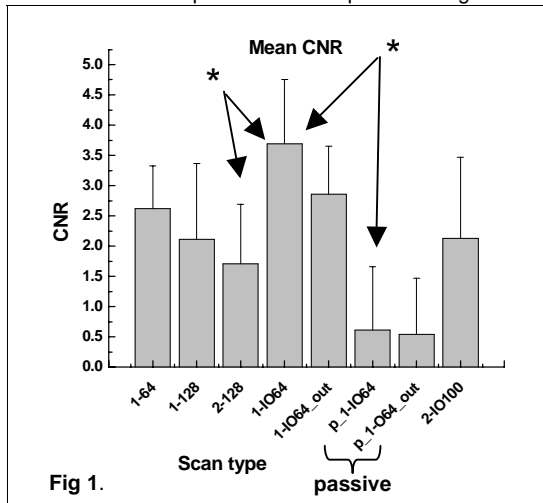 Mean CNR
*
*
5.0
4.5
4.0
3.5
3.0
2.5
2.0
1.5
1.0
0.5
0.0
CNR
1-64
1-128
2-128
1-IO64
1-IO64_out
p_1-IO64
p_1-O64_out
2-IO100
Scan type
passive
Fig 1.